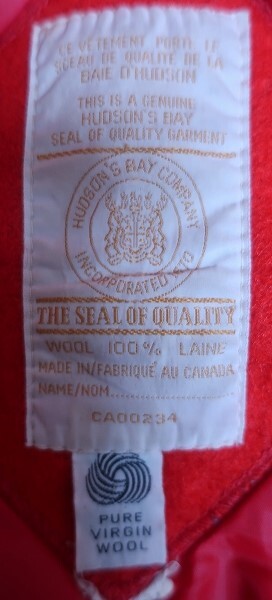 CE VÊTEMENT PORTE LE
SCEAU DE QUALITÉ DE LA
BAIE D'HUDSON
THIS IS A GENUINE
HUDSON'S BAY
SEAL OF QUALITY GARMENT
HUDSON'S BAY COMPANY
INCORPORATED 1670
THE SEAL OF QUALITY
WOOL 100% LAINE
MADE IN/FABRIQUÉ AU CANADA
NAME/NOM....................
CA00234
PURE
VIRGIN
WOOL